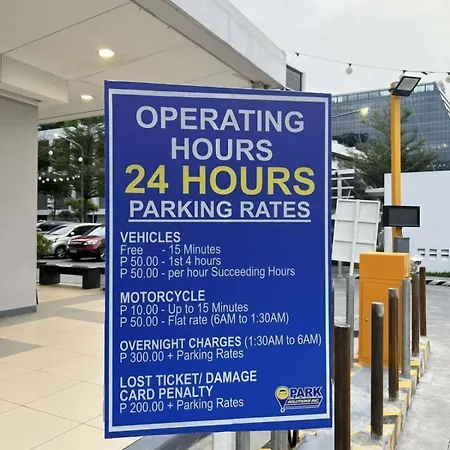 OPERATING
HOURS
24 HOURS
PARKING RATES
VEHICLES
Free - 15 Minutes
P 50.00 - 1st 4 hours
P 50.00 - per hour Succeeding Hours
MOTORCYCLE
P 10.00 - Up to 15 Minutes
P 50.00 - Flat rate (6AM to 1:30AM)
OVERNIGHT CHARGES (1:30AM to 6AM)
P 300.00 + Parking Rates
LOST TICKET/ DAMAGE
CARD PENALTY
P 200.00 + Parking Rates
PARK
SOLUTIONS INC.